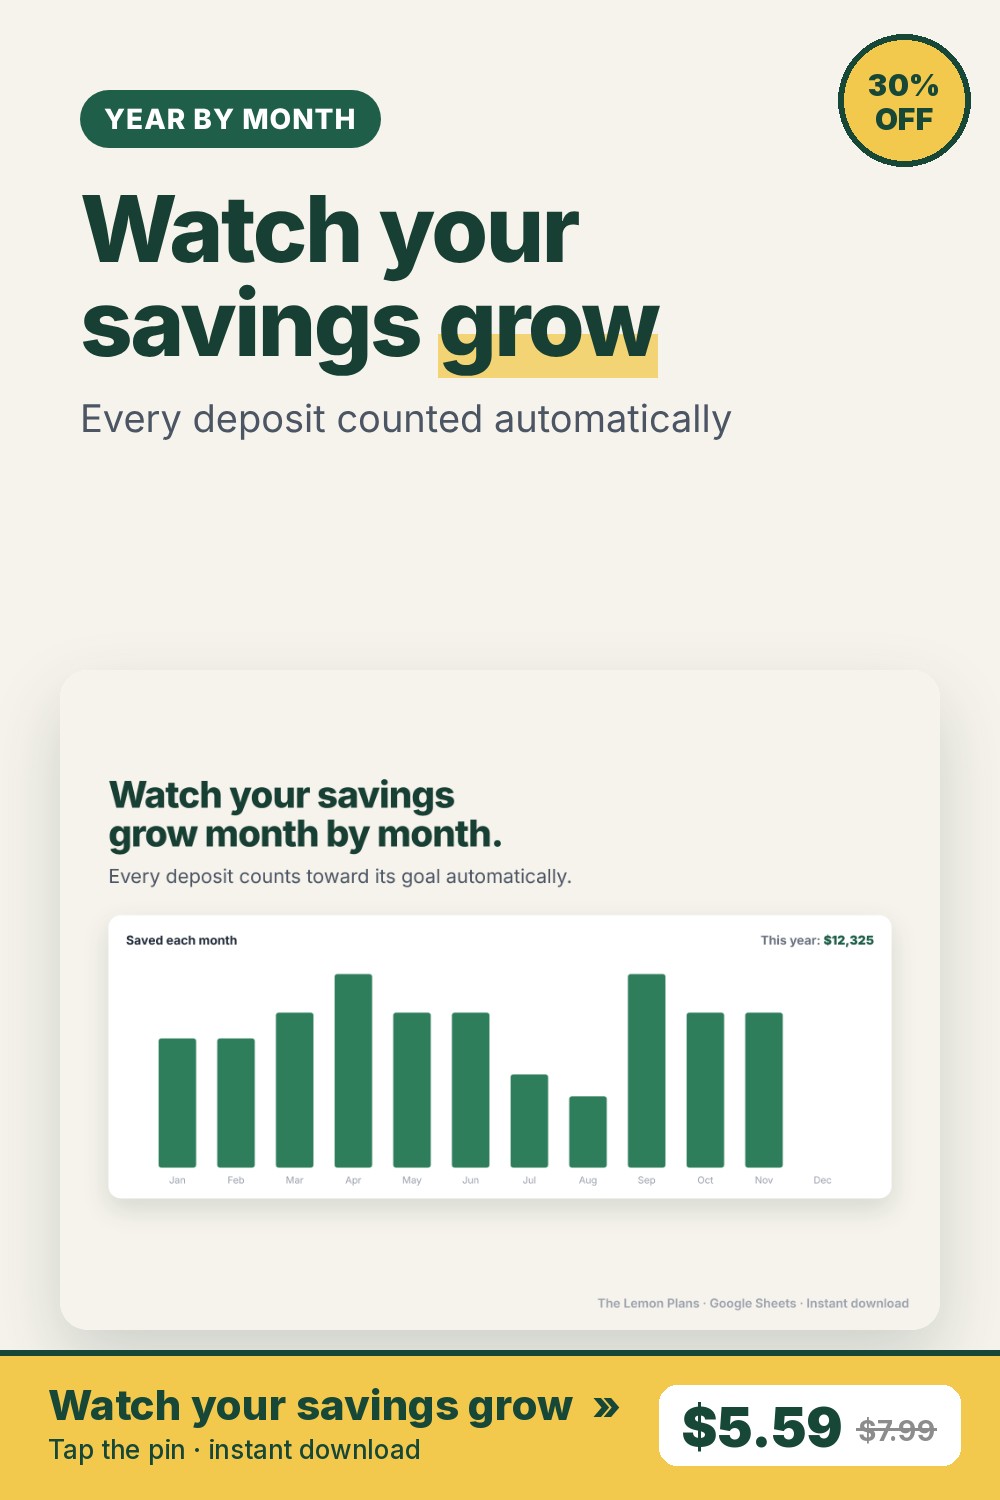 YEAR BY MONTH
30%
OFF
Watch your
savings grow
Every deposit counted automatically
Watch your savings
grow month by month.
Every deposit counts toward its goal automatically.
Saved each month
This year: $12,325
Jan Feb Mar Apr May Jun Jul Aug Sep Oct Nov Dec
The Lemon Plans · Google Sheets · Instant download
Watch your savings grow »
Tap the pin · instant download
$5.59 $7.99